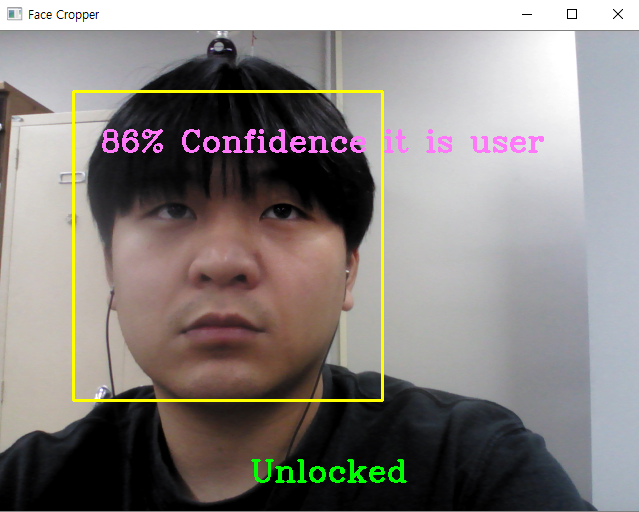 Face Cropper
86% Confidence it is user
Unlocked